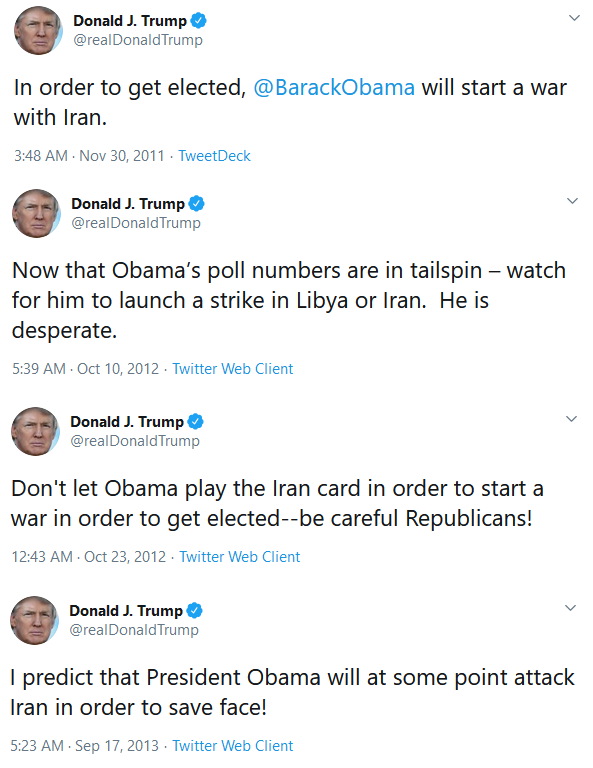 Donald J. Trump
@realDonaldTrump
In order to get elected, @BarackObama will start a war
with Iran.
3:48 AM · Nov 30, 2011 · TweetDeck
Donald J. Trump
@realDonaldTrump
Now that Obama’s poll numbers are in tailspin – watch
for him to launch a strike in Libya or Iran.  He is
desperate.
5:39 AM · Oct 10, 2012 · Twitter Web Client
Donald J. Trump
@realDonaldTrump
Don't let Obama play the Iran card in order to start a
war in order to get elected--be careful Republicans!
12:43 AM · Oct 23, 2012 · Twitter Web Client
Donald J. Trump
@realDonaldTrump
I predict that President Obama will at some point attack
Iran in order to save face!
5:23 AM · Sep 17, 2013 · Twitter Web Client